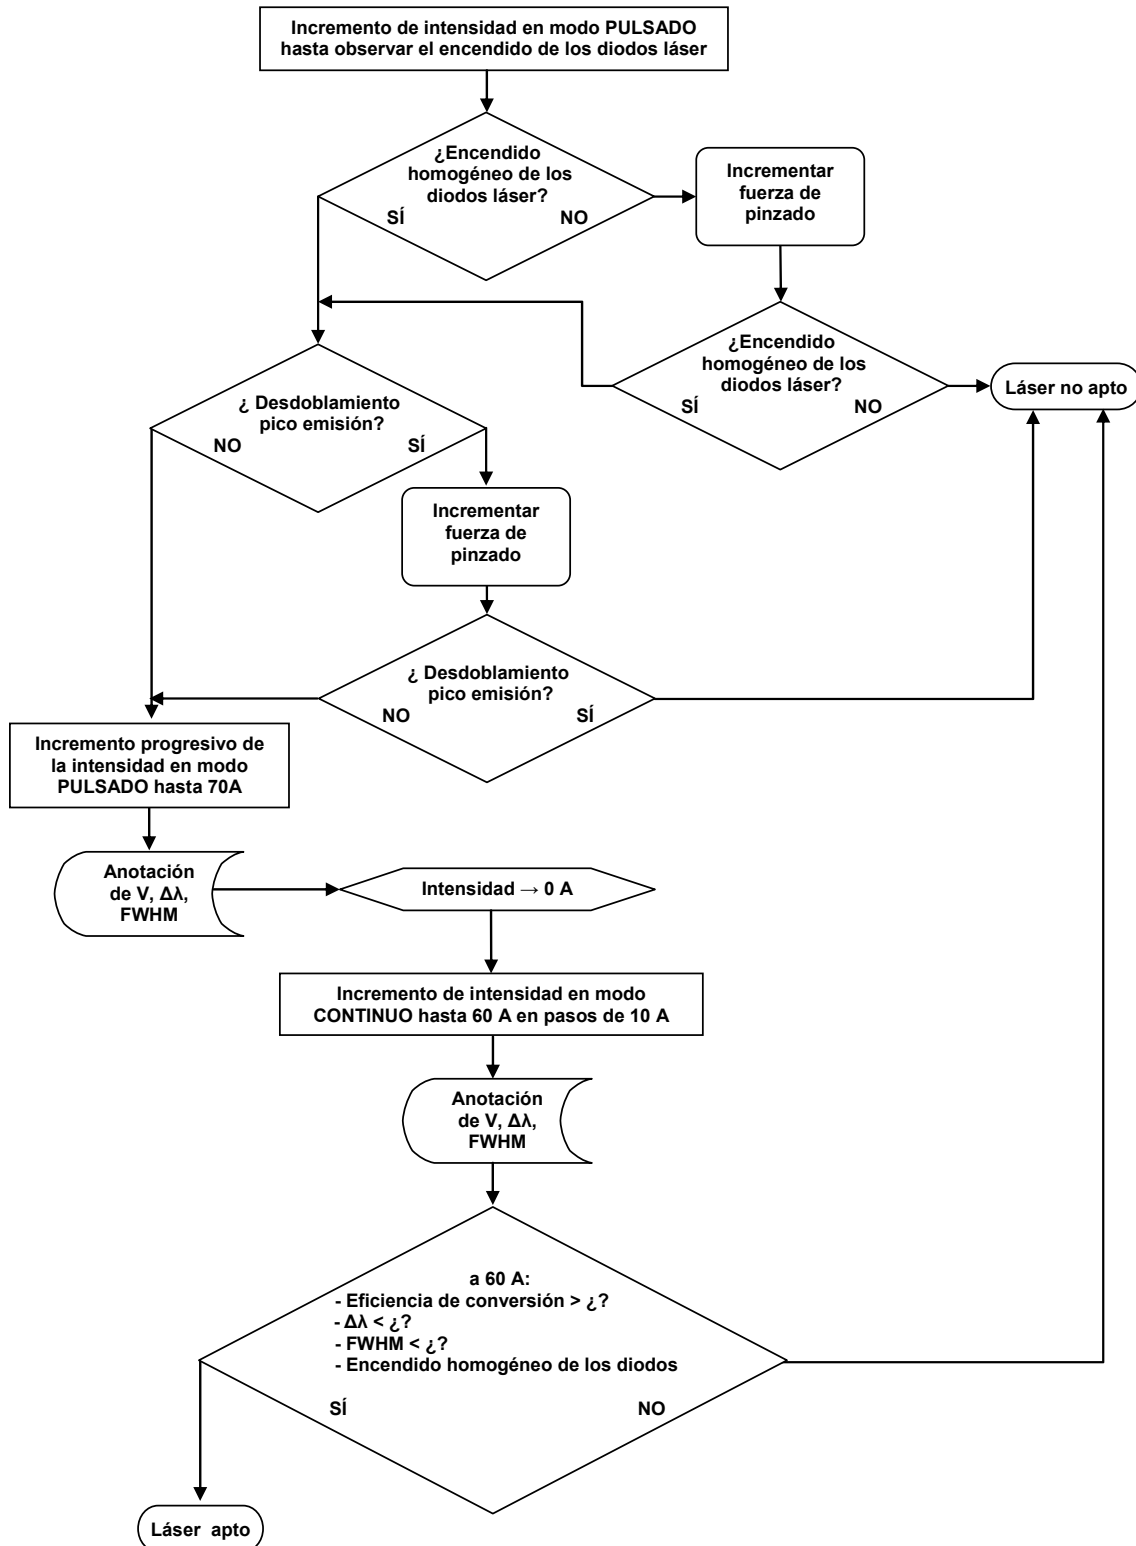 Incremento de intensidad en modo PULSADO
hasta observar el encendido de los diodos láser
¿Encendido
homogéneo de los
diodos láser?
SÍ
NO
Incrementar
fuerza de
pinzado
¿Encendido
homogéneo de los
diodos láser?
SÍ
NO
Láser no apto
¿ Desdoblamiento
pico emisión?
NO
SÍ
Incrementar
fuerza de
pinzado
¿ Desdoblamiento
pico emisión?
NO
SÍ
Incremento progresivo de
la intensidad en modo
PULSADO hasta 70A
Anotación
de V, Δλ,
FWHM
Intensidad → 0 A
Incremento de intensidad en modo
CONTINUO hasta 60 A en pasos de 10 A
Anotación
de V, Δλ,
FWHM
a 60 A:
- Eficiencia de conversión > ¿?
- Δλ < ¿?
- FWHM < ¿?
- Encendido homogéneo de los diodos
SÍ
NO
Láser apto